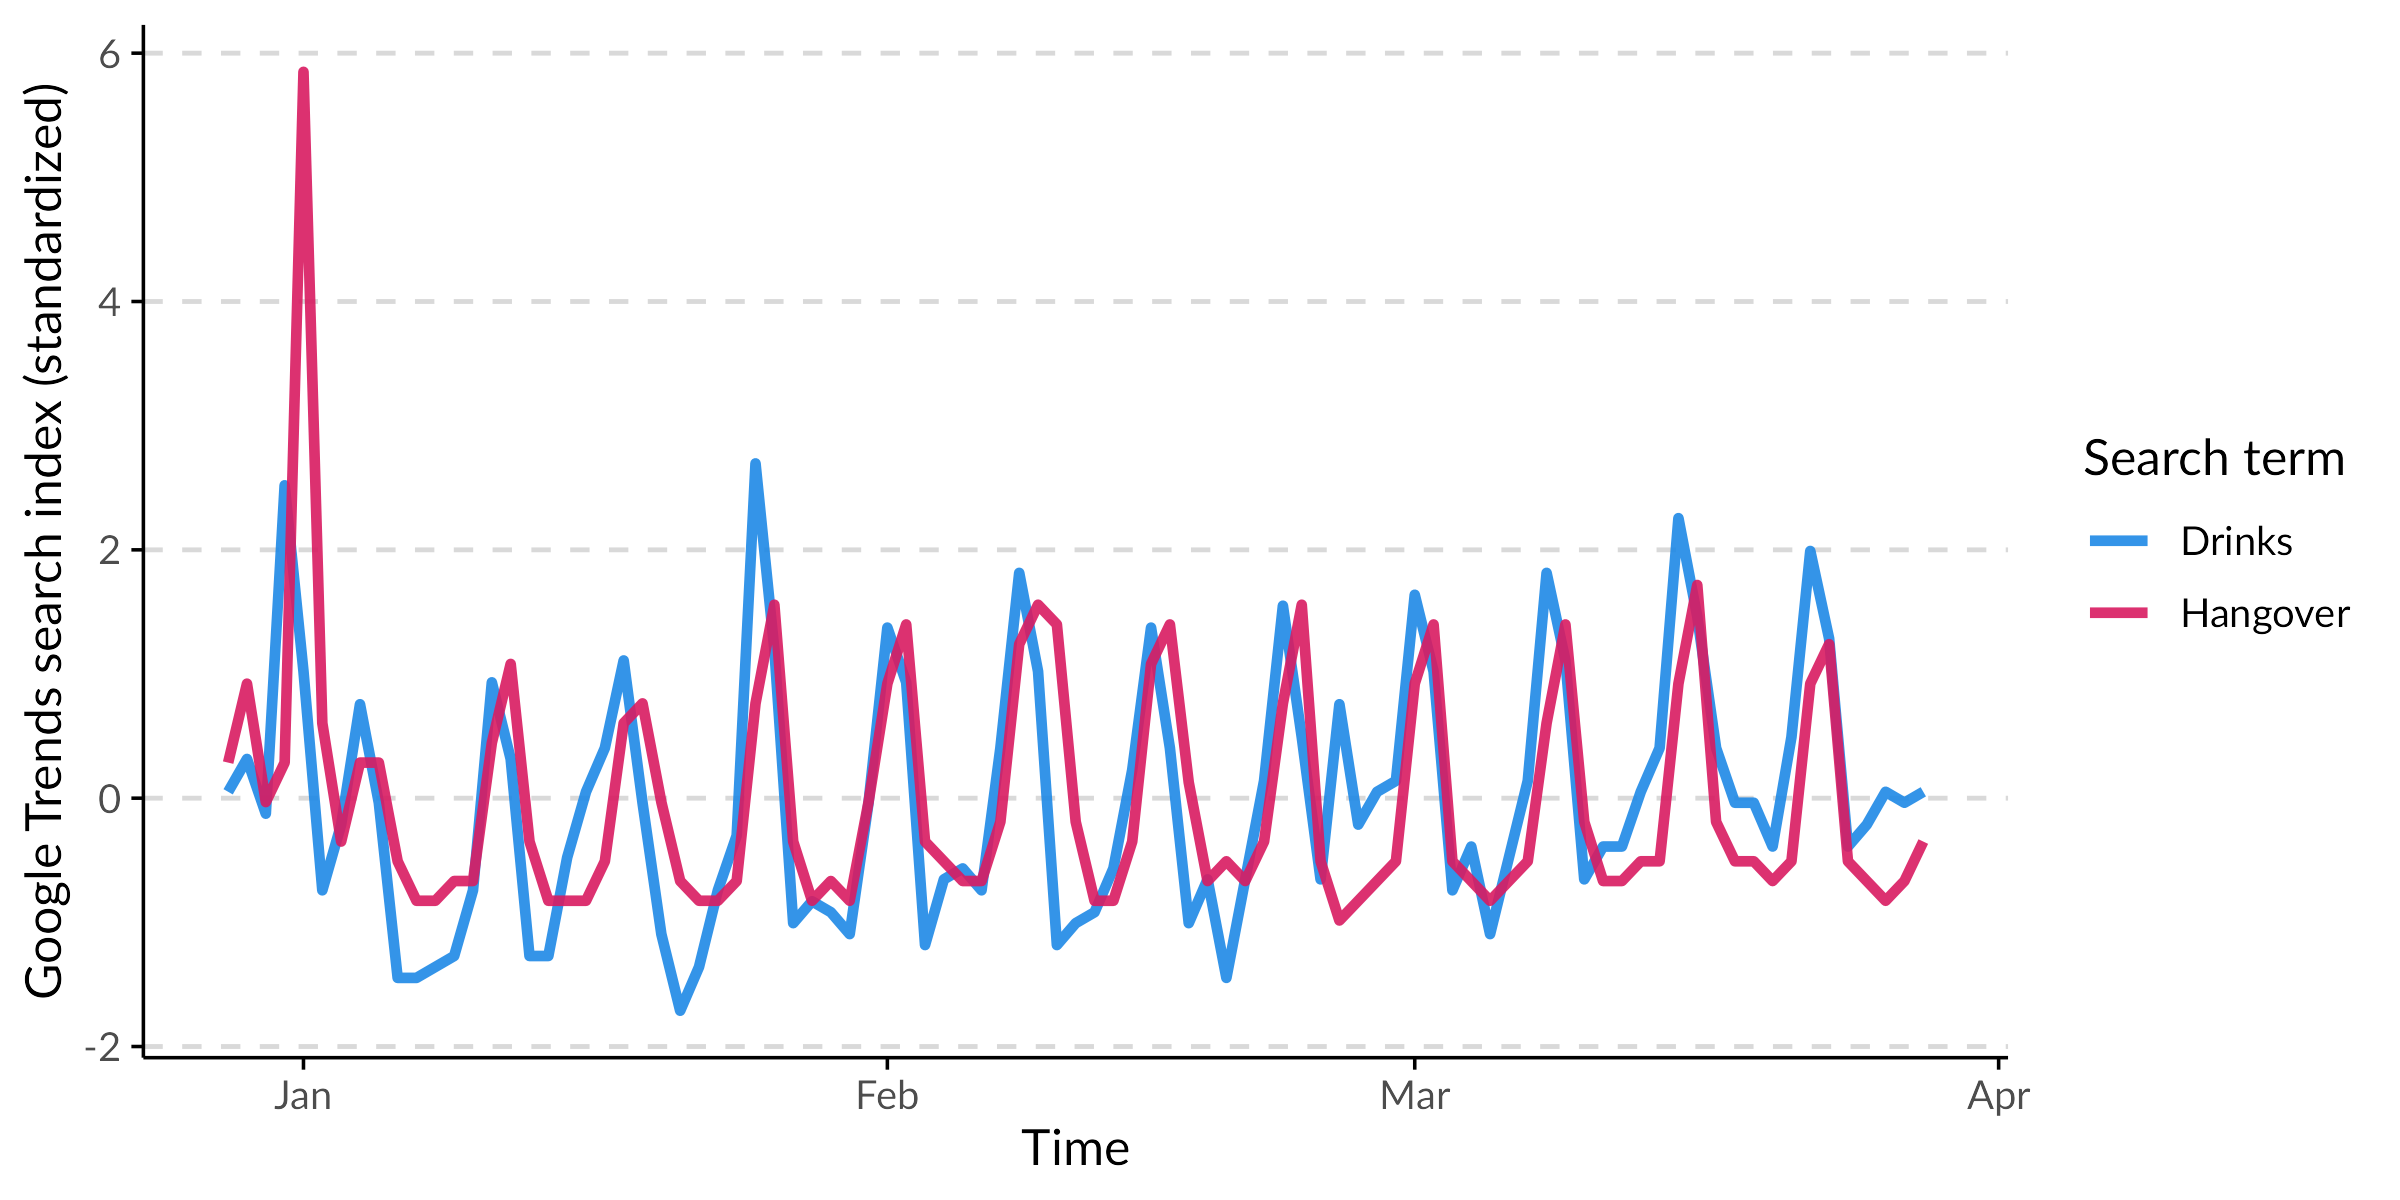 Google Trends search index (standardized)
6
4
2
0
-2
Jan
Feb
Mar
Apr
Time
Search term
Drinks
Hangover